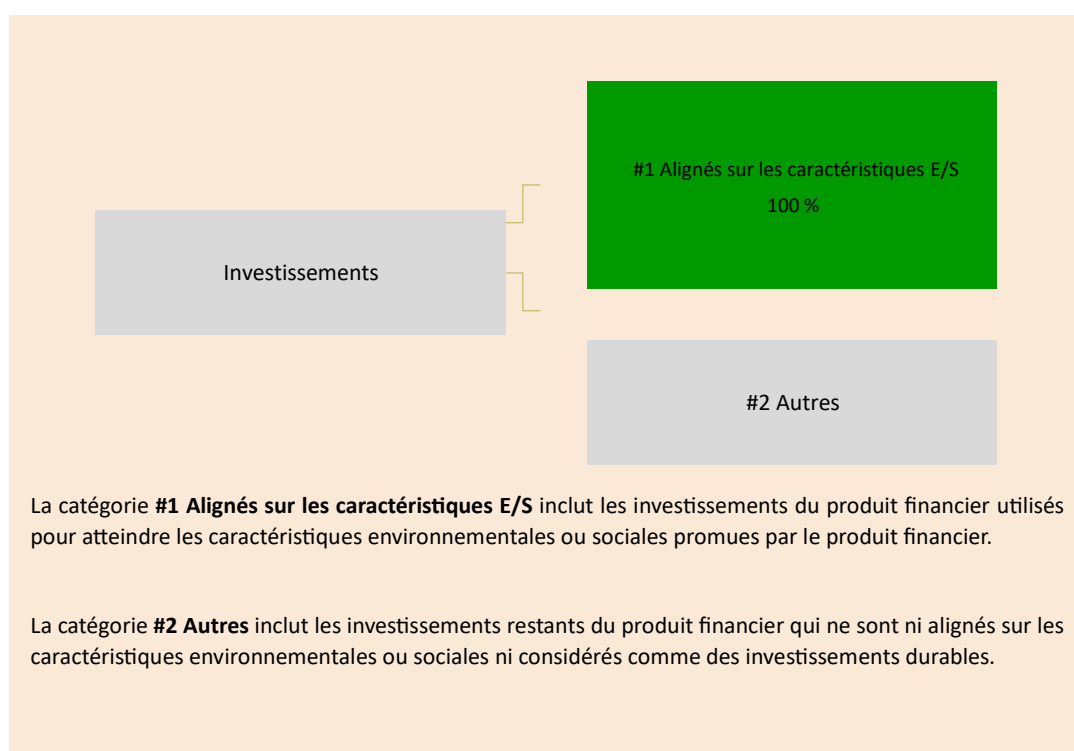 #1 Alignés sur les caractéristiques E/S
100 %
Investissements
#2 Autres
La catégorie #1 Alignés sur les caractéristiques E/S inclut les investissements du produit financier utilisés
pour atteindre les caractéristiques environnementales ou sociales promues par le produit financier.
La catégorie #2 Autres inclut les investissements restants du produit financier qui ne sont ni alignés sur les
caractéristiques environnementales ou sociales ni considérés comme des investissements durables.